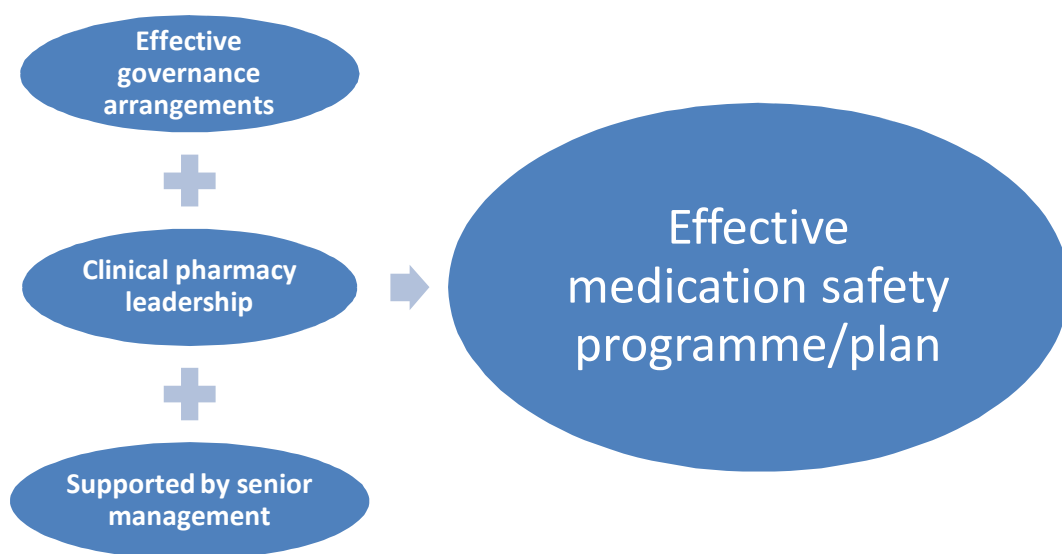 Effective
governance
arrangements
Clinical pharmacy
leadership
Supported by senior
management
Effective
medication safety
programme/plan